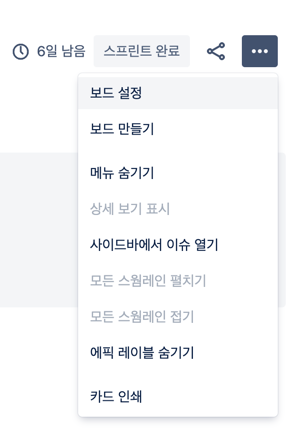 6일 남음 스프린트 완료
보드 설정
보드 만들기
메뉴 숨기기
상세 보기 표시
사이드바에서 이슈 열기
모든 스윔레인 펼치기
모든 스윔레인 접기
에픽 레이블 숨기기
카드 인쇄